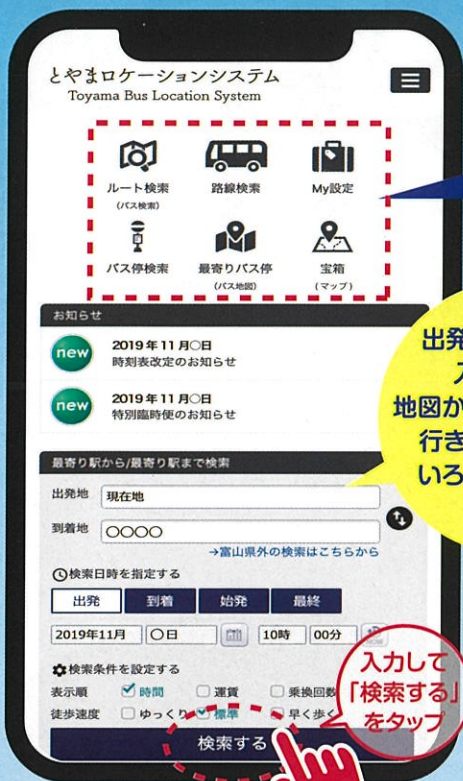 とやまロケーションシステム
Toyama Bus Location System
ルート検索
(バス検索)
路線検索
My設定
バス停検索
最寄りバス停
(バス地図)
宝箱
(マップ)
お知らせ
new
2019年11月○日
時刻表改定のお知らせ
new
2019年11月○日
特別臨時便のお知らせ
最寄り駅から/最寄り駅まで検索
出発地 現在地
到着地 ○○○○
→富山県外の検索はこちらから
検索日時を指定する
出発 到着 始発 最終
2019年11月 ○日 10時 00分
検索条件を設定する
表示順 時間 運賃 乗換回数
徒歩速度 ゆっくり 標準 早く歩く
検索する
出発
地図か
行き
いろ
入力して
「検索する」
をタップ